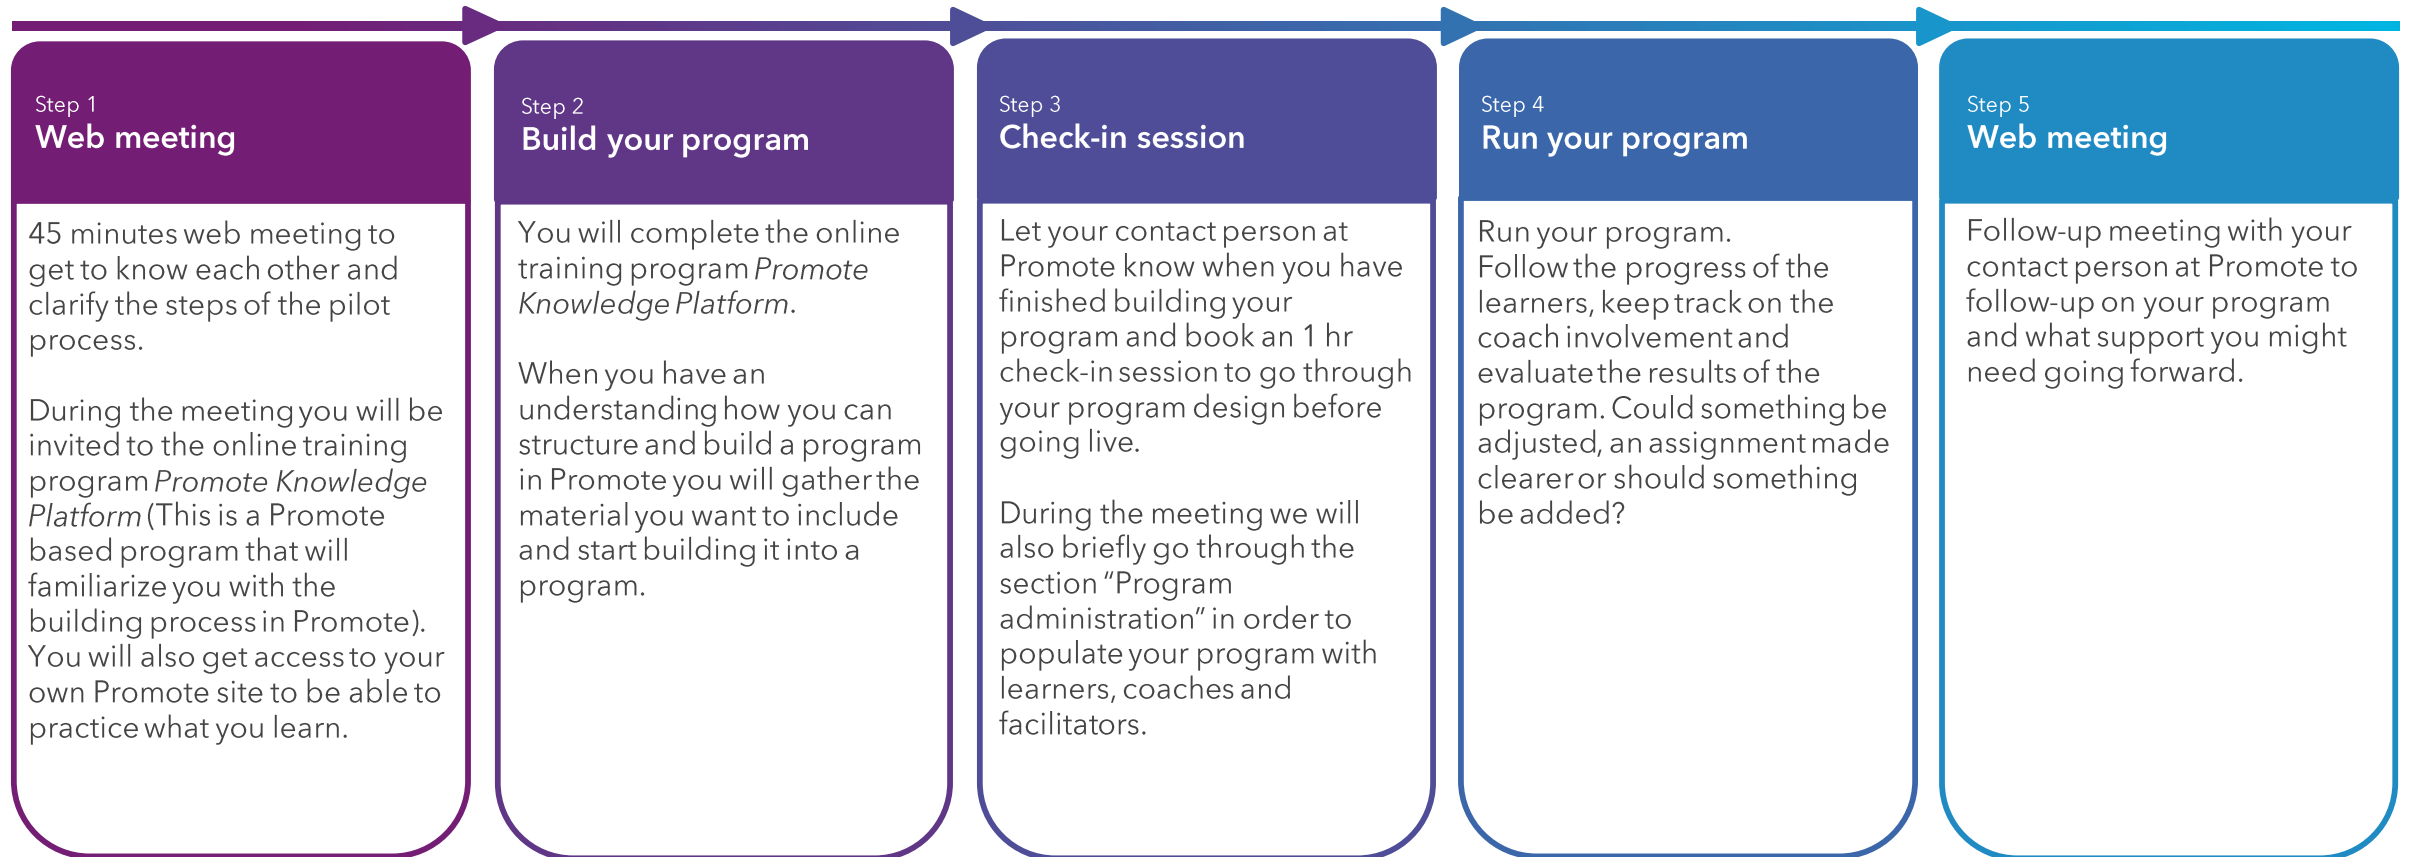 Step 1
Web meeting
45 minutes web meeting to
get to know each other and
clarify the steps of the pilot
process.
During the meeting you will be
invited to the online training
program Promote Knowledge
Platform (This is a Promote
based program that will
familiarize you with the
building process in Promote).
You will also get access to your
own Promote site to be able to
practice what you learn.
Step 2
Build your program
You will complete the online
training program Promote
Knowledge Platform.
When you have an
understanding how you can
structure and build a program
in Promote you will gather the
material you want to include
and start building it into a
program.
Step 3
Check-in session
Let your contact person at
Promote know when you have
finished building your
program and book an 1 hr
check-in session to go through
your program design before
going live.
During the meeting we will
also briefly go through the
section “Program
administration” in order to
populate your program with
learners, coaches and
facilitators.
Step 4
Run your program
Run your program.
Follow the progress of the
learners, keep track on the
coach involvement and
evaluate the results of the
program. Could something be
adjusted, an assignment made
clearer or should something
be added?
Step 5
Web meeting
Follow-up meeting with your
contact person at Promote to
follow-up on your program
and what support you might
need going forward.